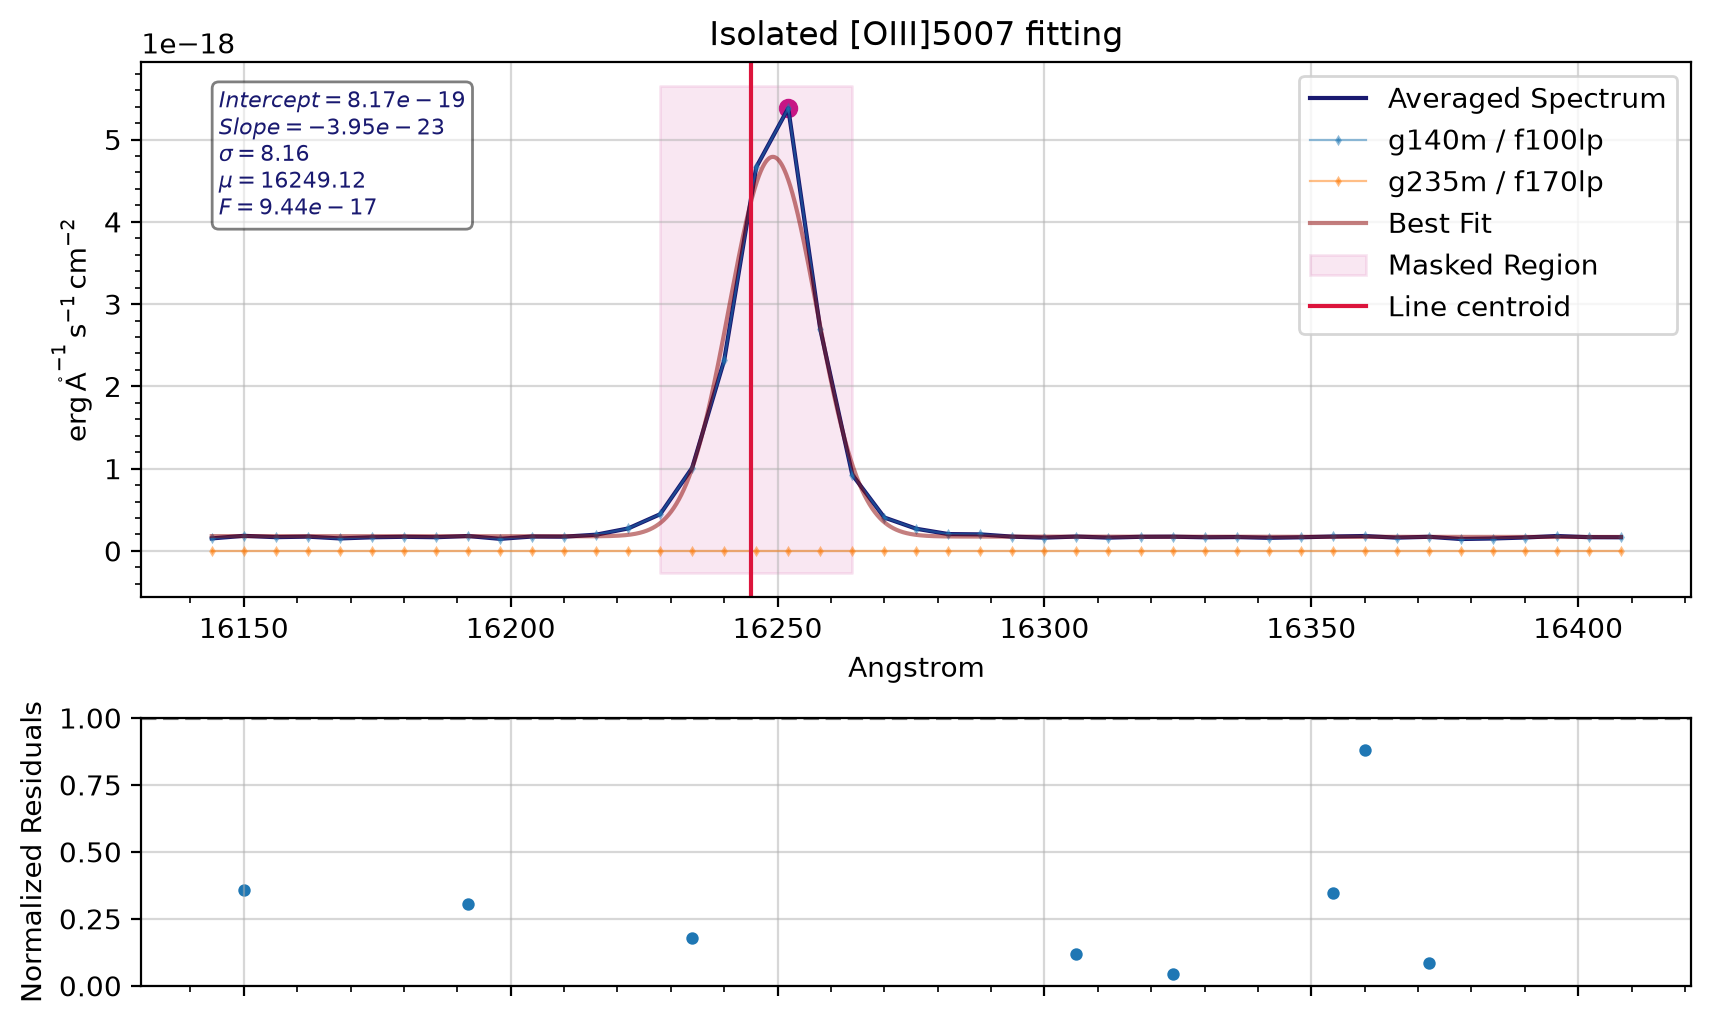 Isolated [OIII]5007 fitting
1e−18
Intercept = 8.17e − 19
Slope = −3.95e − 23
σ = 8.16
μ = 16249.12
F = 9.44e − 17
Averaged Spectrum
g140m / f100lp
g235m / f170lp
Best Fit
Masked Region
Line centroid
erg Å⁻¹ s⁻¹ cm⁻²
5
4
3
2
1
0
16150 16200 16250 16300 16350 16400
Angstrom
Normalized Residuals
1.00
0.75
0.50
0.25
0.00